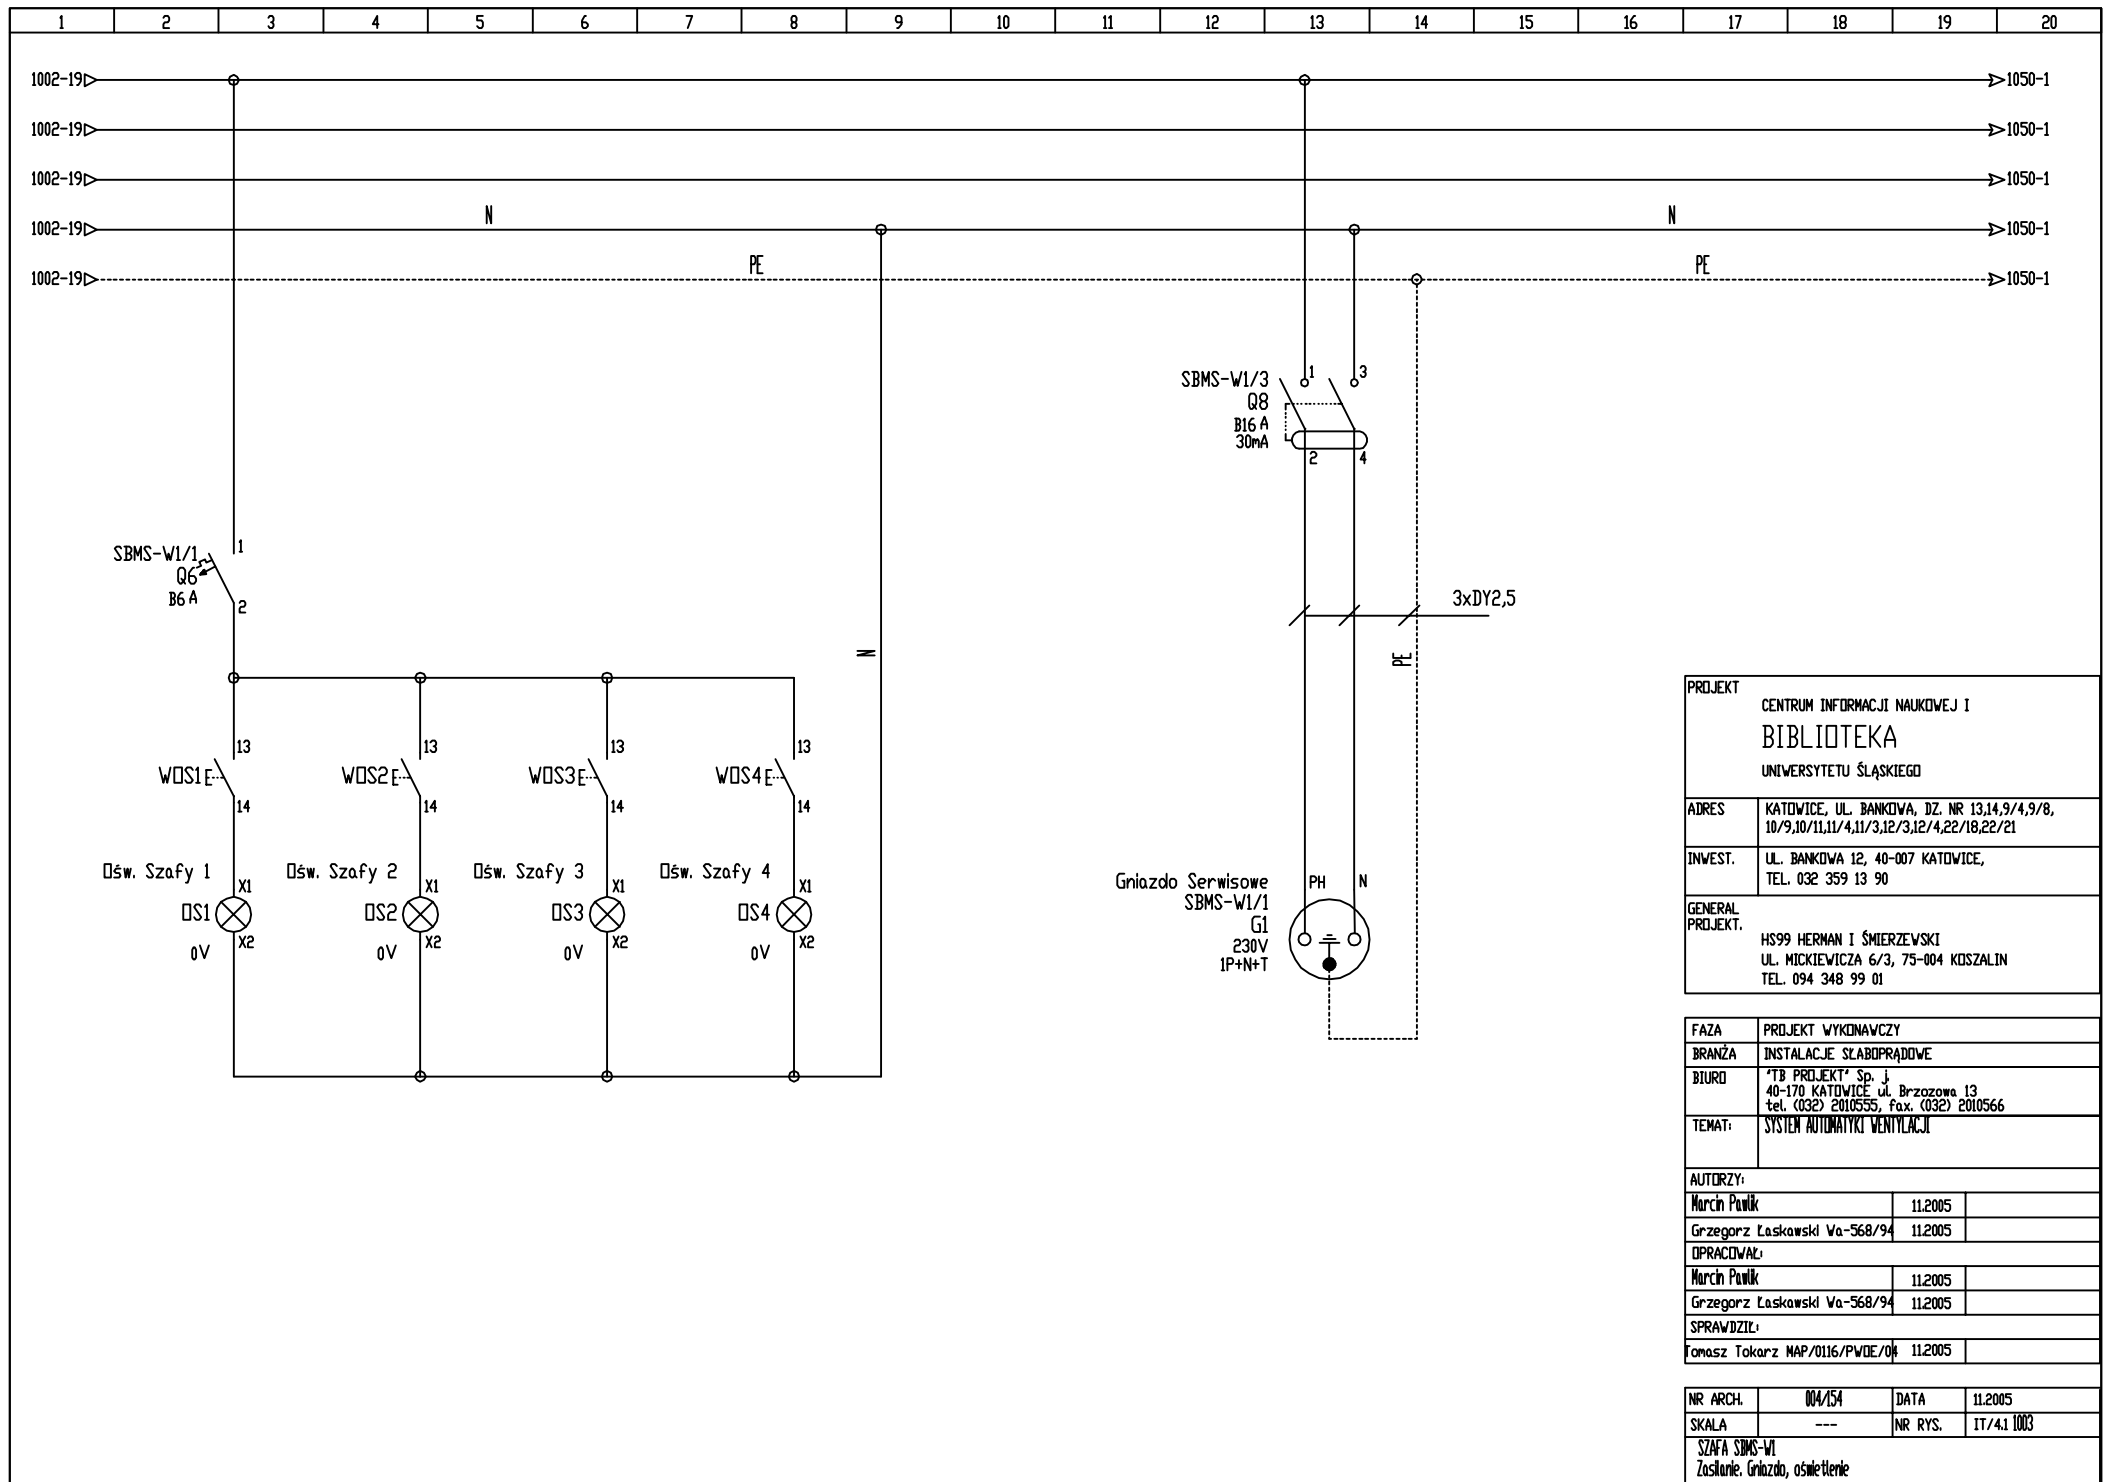 1 2 3 4 5 6 7 8 9 10 11 12 13 14 15 16 17 18 19 20
1002-19 1050-1
1002-19 1050-1
1002-19 1050-1
N N
1002-19 1050-1
PE PE
1002-19 1050-1
SBMS-W1/3 1 3
Q8
B16 A
30mA
2 4
SBMS-W1/1 1
Q6
B6 A 2
3xDY2,5
N
PE
13 13 13 13
WOS1 WOS2 WOS3 WOS4
14 14 14 14
Ośw. Szafy 1 Ośw. Szafy 2 Ośw. Szafy 3 Ośw. Szafy 4
X1 X1 X1 X1
OS1 OS2 OS3 OS4
X2 X2 X2 X2
0V 0V 0V 0V
Gniazdo Serwisowe PH N
SBMS-W1/1
G1
230V
1P+N+T
PROJEKT
CENTRUM INFORMACJI NAUKOWEJ I
BIBLIOTEKA
UNIWERSYTETU ŚLĄSKIEGO
ADRES KATOWICE, UL. BANKOWA, DZ. NR 13,14,9/4,9/8,
10/9,10/11,11/4,11/3,12/3,12/4,22/18,22/21
INWEST. UL. BANKOWA 12, 40-007 KATOWICE,
TEL. 032 359 13 90
GENERAL
PROJEKT.
HS99 HERMAN I ŚMIERZEWSKI
UL. MICKIEWICZA 6/3, 75-004 KOSZALIN
TEL. 094 348 99 01
FAZA PROJEKT WYKONAWCZY
BRANŻA INSTALACJE SŁABOPRĄDOWE
BIURO "TB PROJEKT" Sp. j.
40-170 KATOWICE ul. Brzozowa 13
tel. (032) 2010555, fax. (032) 2010566
TEMAT: SYSTEM AUTOMATYKI WENTYLACJI
AUTORZY:
Marcin Pawlik 11.2005
Grzegorz Łaskawski Wa-568/94 11.2005
OPRACOWAŁ:
Marcin Pawlik 11.2005
Grzegorz Łaskawski Wa-568/94 11.2005
SPRAWDZIŁ:
Tomasz Tokarz MAP/0116/PWOE/04 11.2005
NR ARCH. 004/154 DATA 11.2005
SKALA --- NR RYS. IT/4.1 1003
SZAFA SBMS-W1
Zasilanie. Gniazdo, oświetlenie